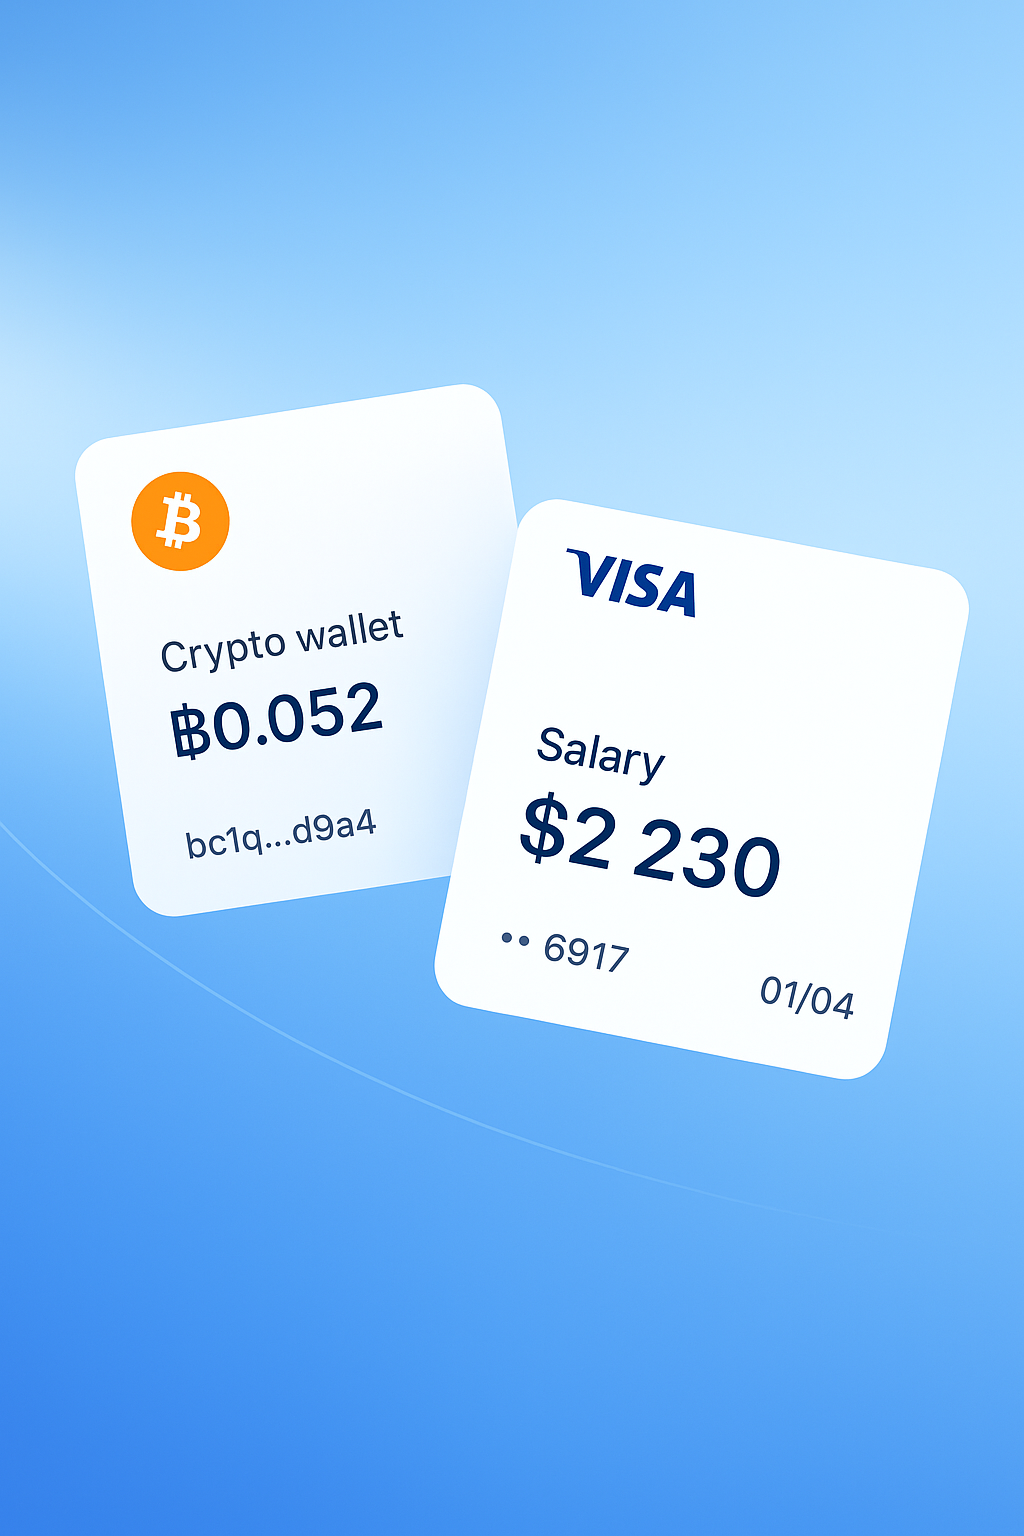 Crypto wallet
฿0.052
bc1q...d9a4
VISA
Salary
$2 230
•• 6917
01/04